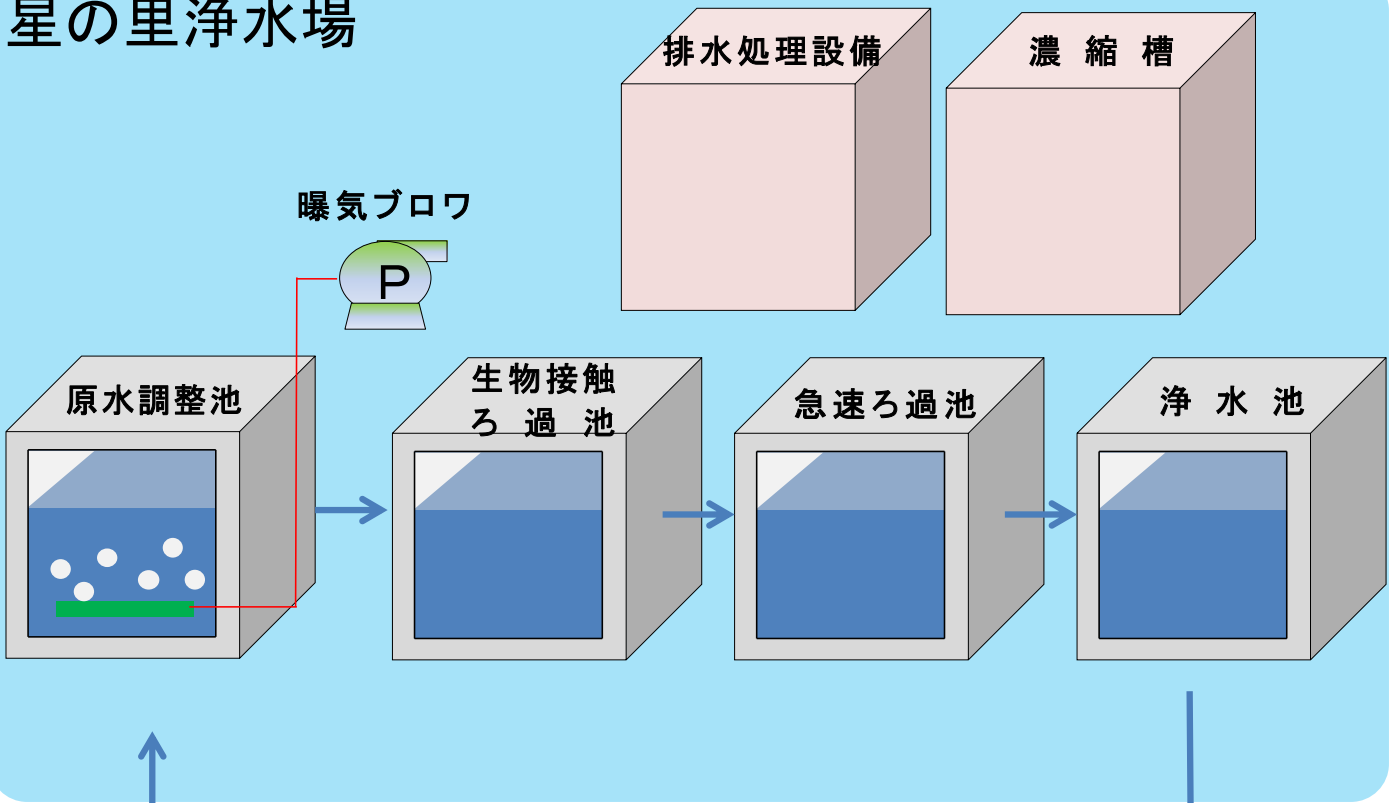 星の里浄水場
排水処理設備
濃縮槽
曝気ブロワ
P
原水調整池
生物接触
ろ過池
急速ろ過池
浄水池